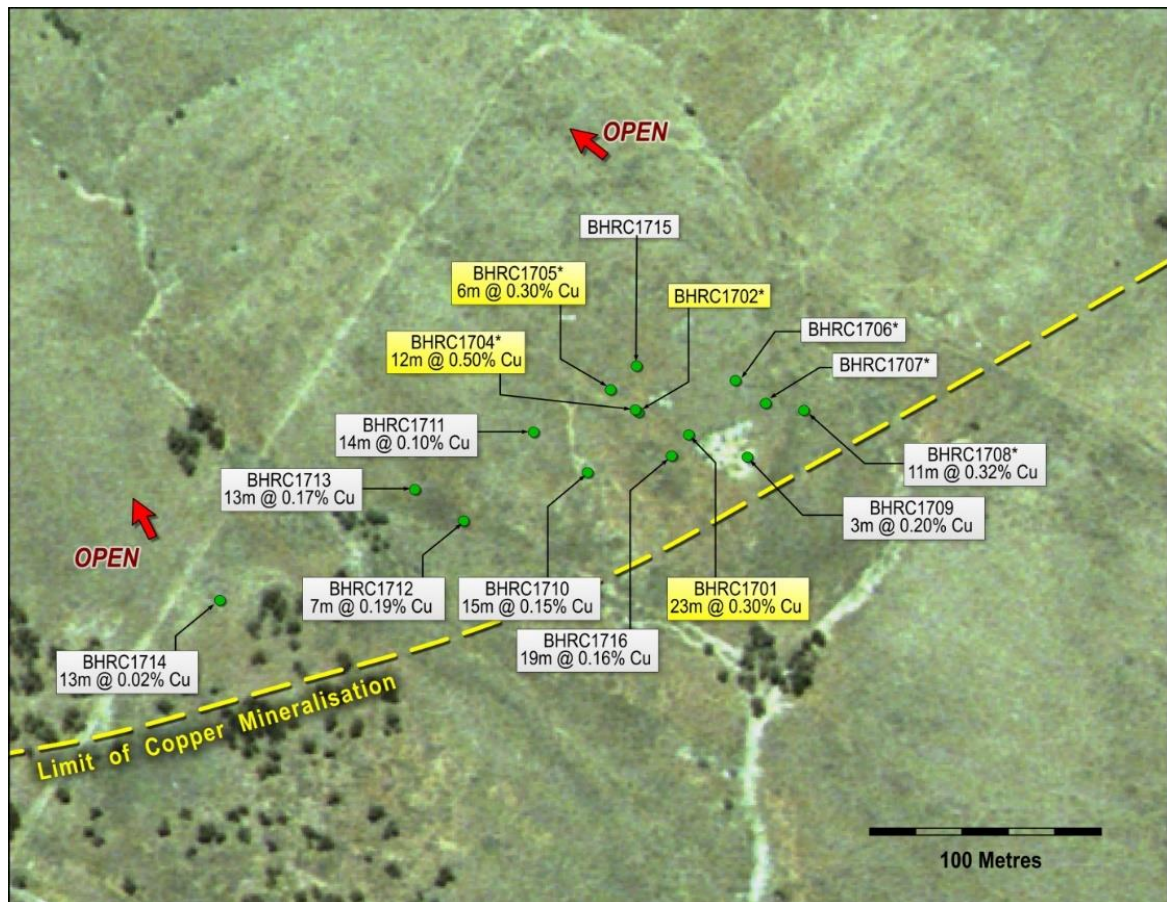 OPEN
BHRC1715
BHRC1705*
6m @ 0.30% Cu
BHRC1702*
BHRC1706*
BHRC1704*
12m @ 0.50% Cu
BHRC1707*
BHRC1711
14m @ 0.10% Cu
BHRC1708*
11m @ 0.32% Cu
BHRC1713
13m @ 0.17% Cu
BHRC1709
3m @ 0.20% Cu
OPEN
BHRC1712
7m @ 0.19% Cu
BHRC1710
15m @ 0.15% Cu
BHRC1701
23m @ 0.30% Cu
BHRC1716
19m @ 0.16% Cu
BHRC1714
13m @ 0.02% Cu
Limit of Copper Mineralisation
100 Metres